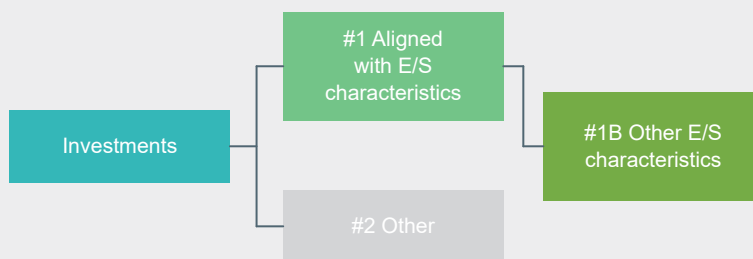 Investments
#1 Aligned
with E/S
characteristics
#2 Other
#1B Other E/S
characteristics